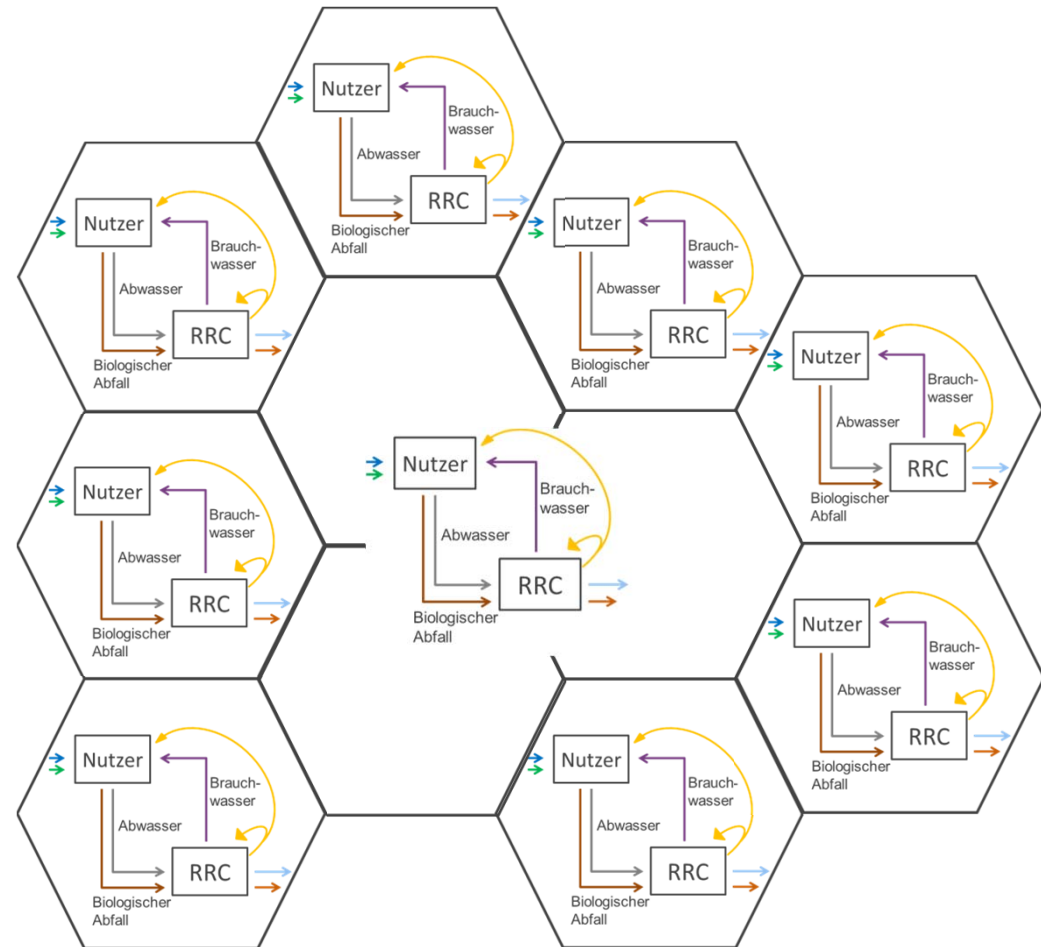 Nutzer
Brauch-
wasser
Abwasser
RRC
Biologischer
Abfall
Nutzer
Brauch-
wasser
Abwasser
RRC
Biologischer
Abfall
Nutzer
Brauch-
wasser
Abwasser
RRC
Biologischer
Abfall
Nutzer
Brauch-
wasser
Abwasser
RRC
Biologischer
Abfall
Nutzer
Brauch-
wasser
Abwasser
RRC
Biologischer
Abfall
Nutzer
Brauch-
wasser
Abwasser
RRC
Biologischer
Abfall
Nutzer
Brauch-
wasser
Abwasser
RRC
Biologischer
Abfall
Nutzer
Brauch-
wasser
Abwasser
RRC
Biologischer
Abfall
Nutzer
Brauch-
wasser
Abwasser
RRC
Biologischer
Abfall